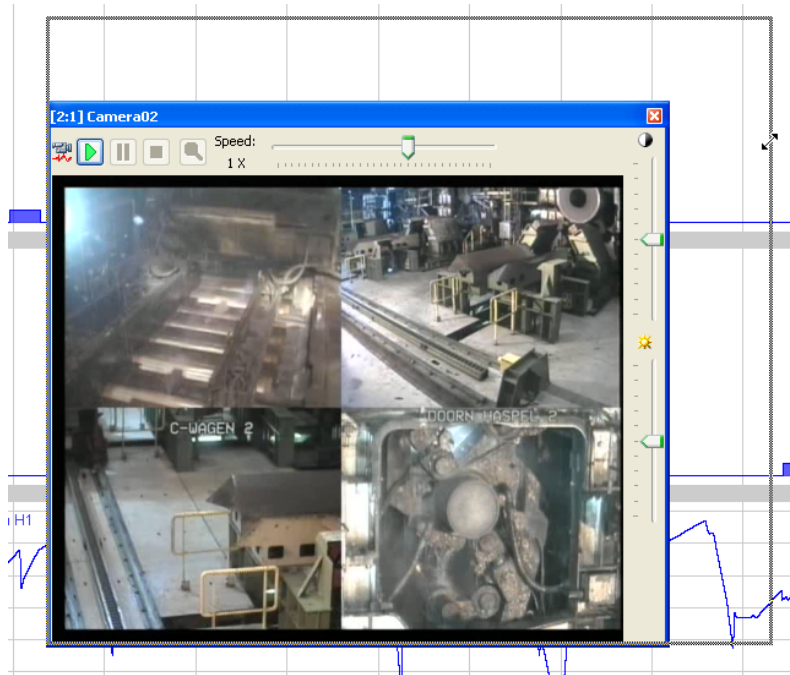 [2:1] Camera02
Speed:
1 X
C-WAGEN 2
DOORN HASPEL 2
H1